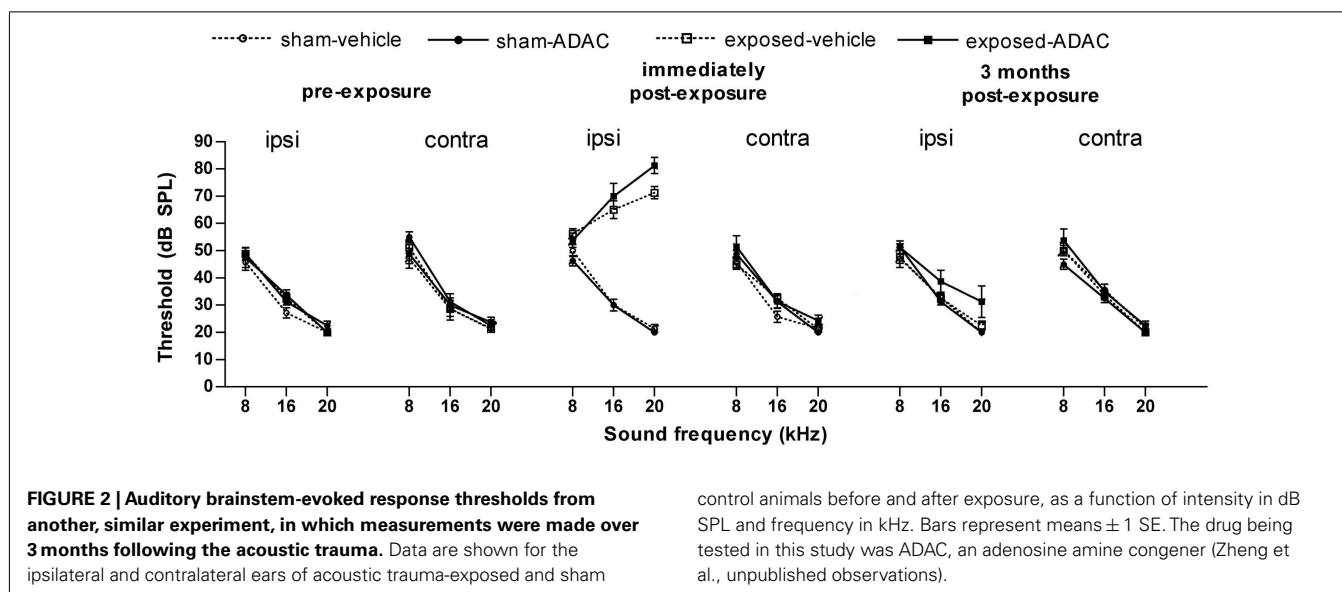 sham-vehicle sham-ADAC exposed-vehicle exposed-ADAC
pre-exposure
immediately
post-exposure
3 months
post-exposure
ipsi contra ipsi contra ipsi contra
Threshold (dB SPL)
90
80
70
60
50
40
30
20
10
0
8 16 20 8 16 20 8 16 20 8 16 20 8 16 20 8 16 20
Sound frequency (kHz)
FIGURE 2 | Auditory brainstem-evoked response thresholds from
another, similar experiment, in which measurements were made over
3 months following the acoustic trauma. Data are shown for the
ipsilateral and contralateral ears of acoustic trauma-exposed and sham
control animals before and after exposure, as a function of intensity in dB
SPL and frequency in kHz. Bars represent means ± 1 SE. The drug being
tested in this study was ADAC, an adenosine amine congener (Zheng et
al., unpublished observations).